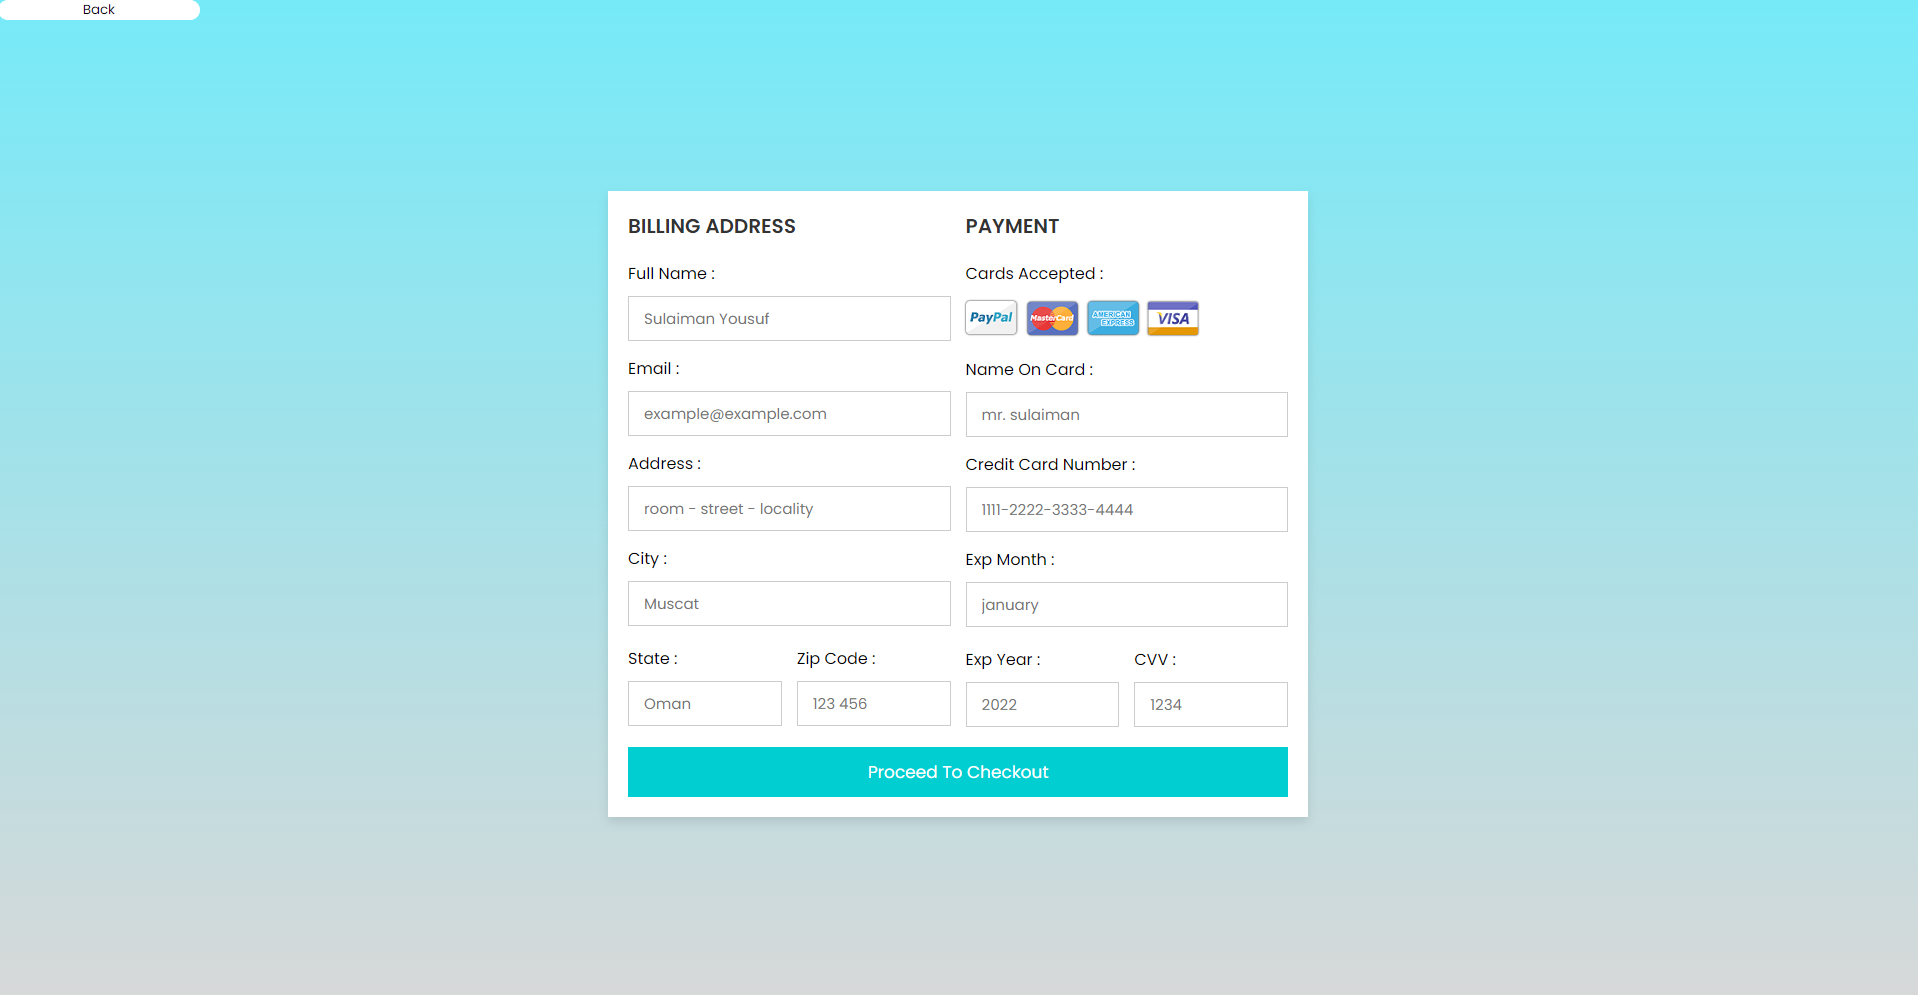 Back
BILLING ADDRESS
Full Name :
Sulaiman Yousuf
Email :
example@example.com
Address :
room - street - locality
City :
Muscat
State :
Zip Code :
Oman
123 456
PAYMENT
Cards Accepted :
PayPal
MasterCard
AMERICAN
EXPRESS
VISA
Name On Card :
mr. sulaiman
Credit Card Number :
1111-2222-3333-4444
Exp Month :
january
Exp Year :
CVV :
2022
1234
Proceed To Checkout